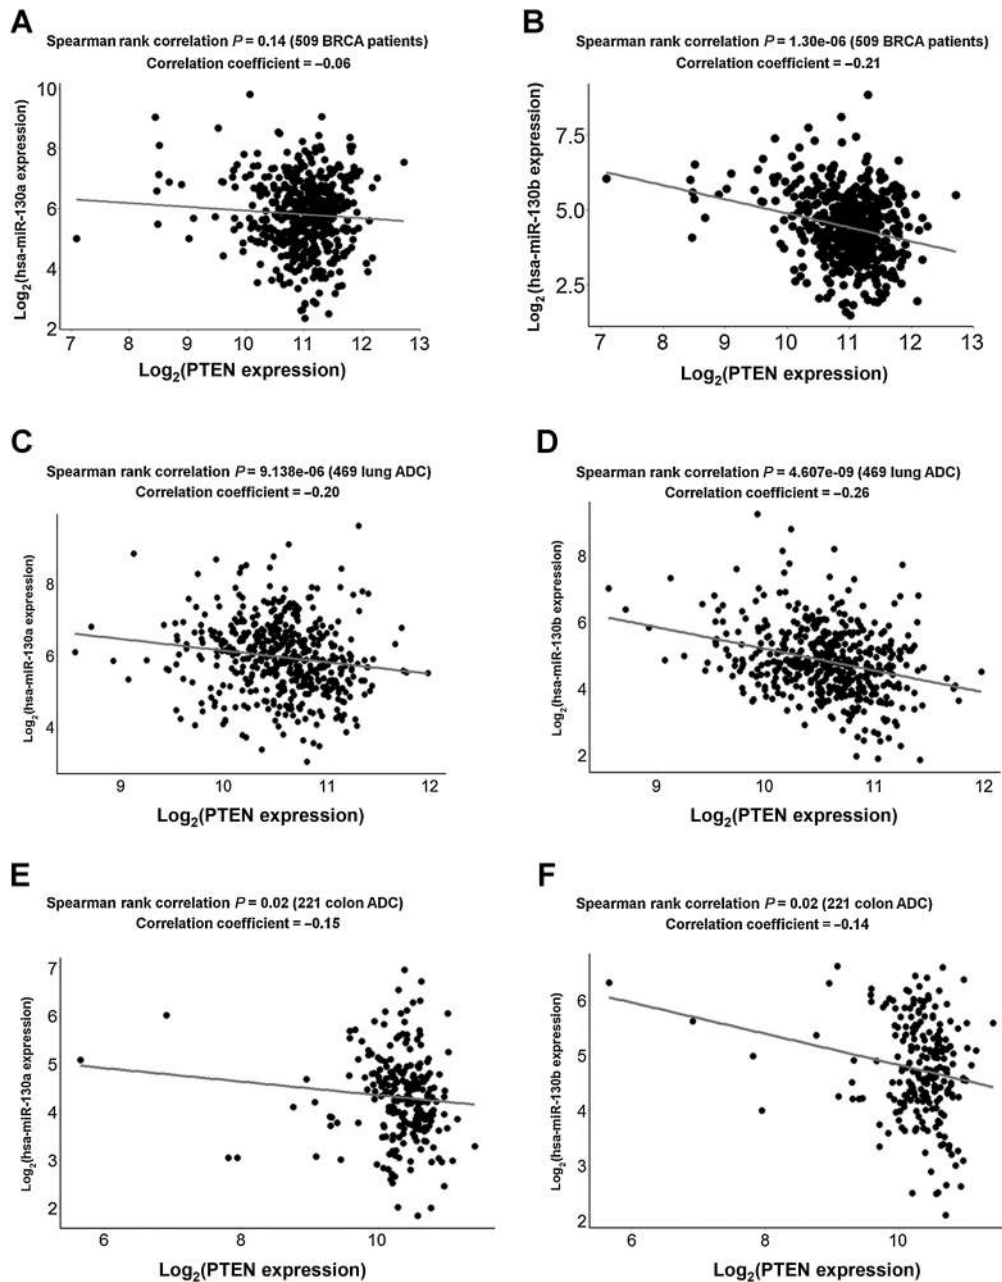 A
Spearman rank correlation P = 0.14 (509 BRCA patients)
Correlation coefficient = –0.06
10
8
6
4
2
Log2(hsa-miR-130a expression)
7 8 9 10 11 12 13
Log2(PTEN expression)
B
Spearman rank correlation P = 1.30e-06 (509 BRCA patients)
Correlation coefficient = –0.21
7.5
5.0
2.5
Log2(hsa-miR-130b expression)
7 8 9 10 11 12 13
Log2(PTEN expression)
C
Spearman rank correlation P = 9.138e-06 (469 lung ADC)
Correlation coefficient = –0.20
8
6
4
Log2(hsa-miR-130a expression)
9 10 11 12
Log2(PTEN expression)
D
Spearman rank correlation P = 4.607e-09 (469 lung ADC)
Correlation coefficient = –0.26
8
6
4
2
Log2(hsa-miR-130b expression)
9 10 11 12
Log2(PTEN expression)
E
Spearman rank correlation P = 0.02 (221 colon ADC)
Correlation coefficient = –0.15
7
6
5
4
3
2
Log2(hsa-miR-130a expression)
6 8 10
Log2(PTEN expression)
F
Spearman rank correlation P = 0.02 (221 colon ADC)
Correlation coefficient = –0.14
6
5
4
3
2
Log2(hsa-miR-130b expression)
6 8 10
Log2(PTEN expression)